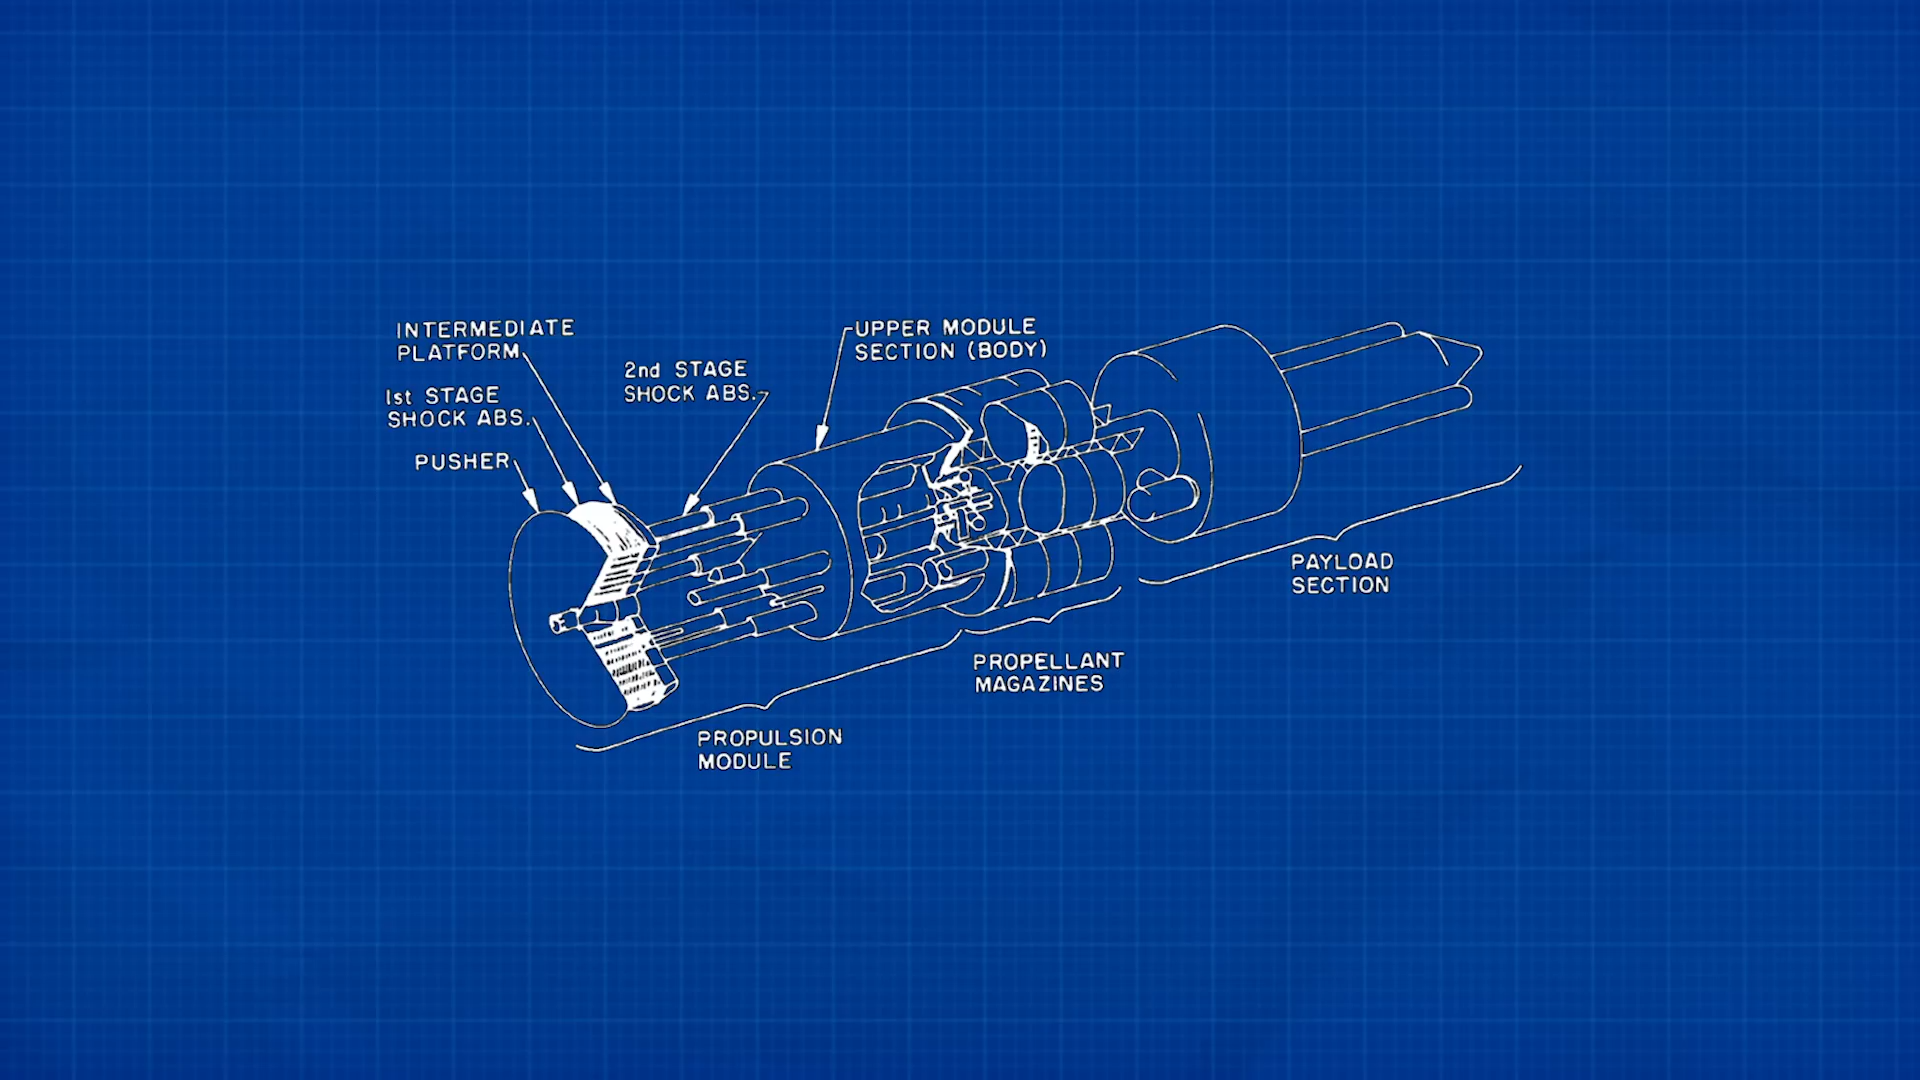 INTERMEDIATE
PLATFORM
1st STAGE
SHOCK ABS.
PUSHER
2nd STAGE
SHOCK ABS.
UPPER MODULE
SECTION (BODY)
PAYLOAD
SECTION
PROPELLANT
MAGAZINES
PROPULSION
MODULE